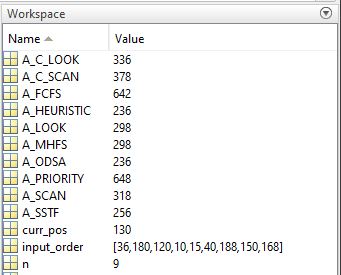 Workspace
Name Value
A_C_LOOK 336
A_C_SCAN 378
A_FCFS 642
A_HEURISTIC 236
A_LOOK 298
A_MHFS 298
A_ODSA 236
A_PRIORITY 648
A_SCAN 318
A_SSTF 256
curr_pos 130
input_order [36,180,120,10,15,40,188,150,168]
n 9